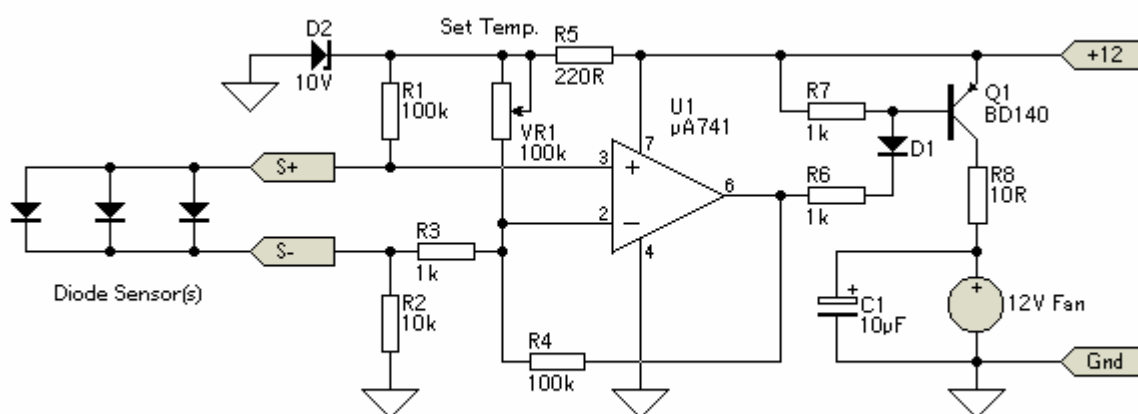 Set Temp.
D2
10V
R5
220R
+12
R1
100k
VR1
100k
U1
µA741
R7
1k
Q1
BD140
D1
S+
3
+
7
6
2
−
4
R6
1k
R8
10R
S-
R3
1k
Diode Sensor(s)
R2
10k
+
C1
10µF
+
12V Fan
R4
100k
Gnd